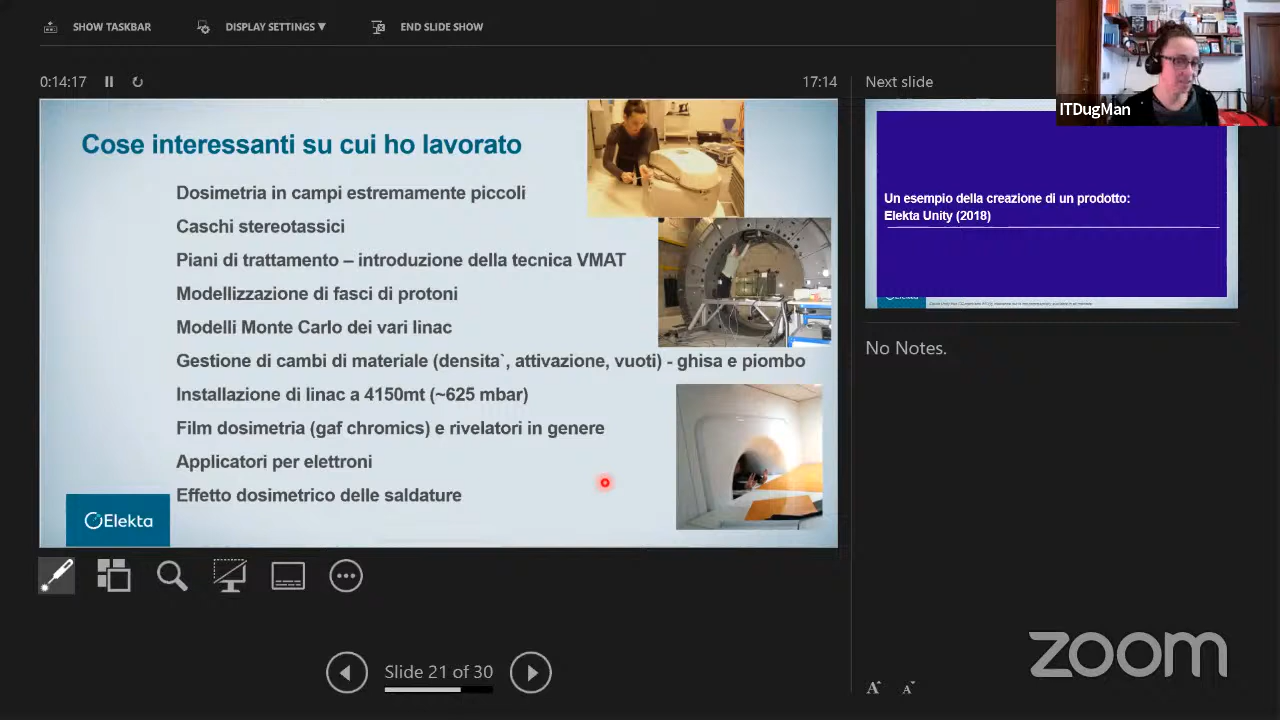 SHOW TASKBAR
DISPLAY SETTINGS ▼
END SLIDE SHOW
0:14:17
17:14
Next slide
ITDugMan
Cose interessanti su cui ho lavorato
Dosimetria in campi estremamente piccoli
Caschi stereotassici
Piani di trattamento – introduzione della tecnica VMAT
Modellizzazione di fasci di protoni
Modelli Monte Carlo dei vari linac
Gestione di cambi di materiale (densita`, attivazione, vuoti) - ghisa e piombo
Installazione di linac a 4150mt (~625 mbar)
Film dosimetria (gaf chromics) e rivelatori in genere
Applicatori per elettroni
Effetto dosimetrico delle saldature
Elekta
Un esempio della creazione di un prodotto:
Elekta Unity (2018)
Elekta
No Notes.
Slide 21 of 30
A A
zoom